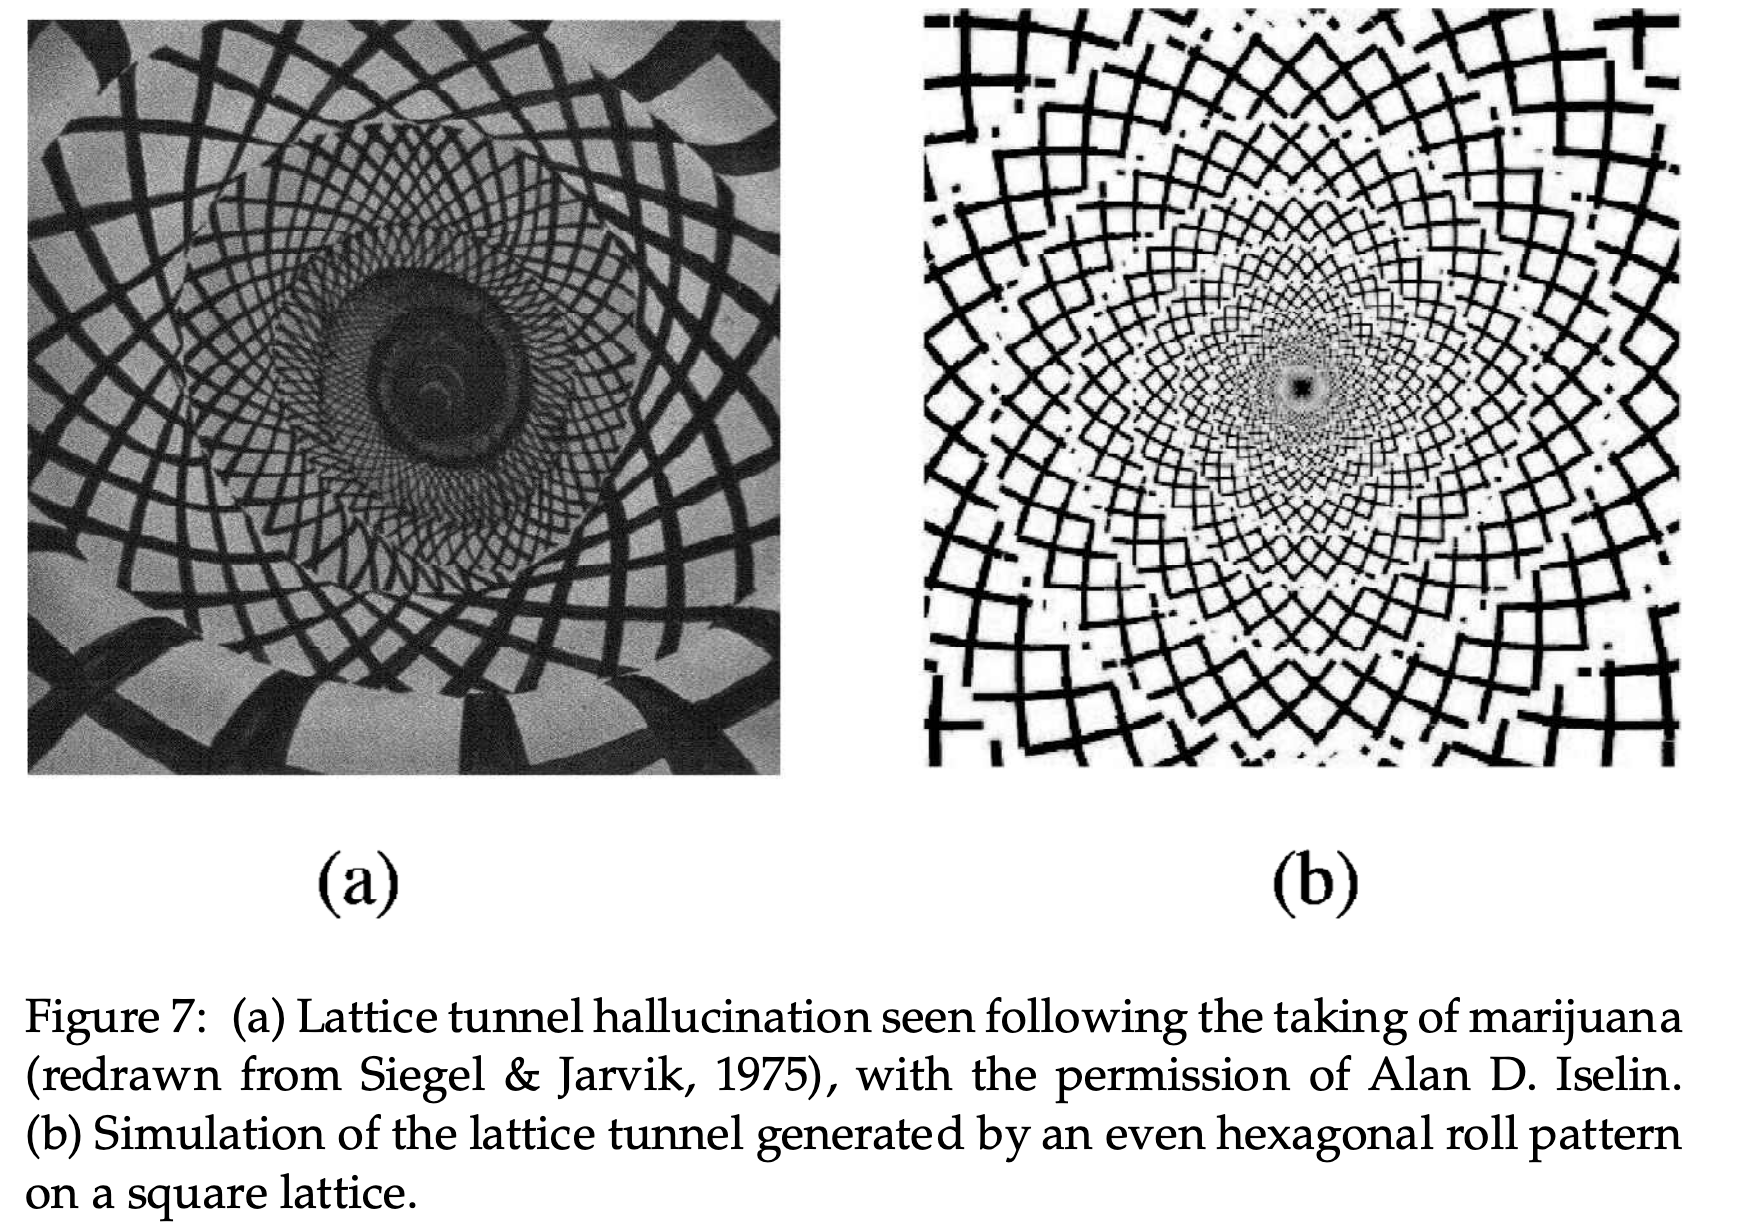 (a) (b)
Figure 7: (a) Lattice tunnel hallucination seen following the taking of marijuana
(redrawn from Siegel & Jarvik, 1975), with the permission of Alan D. Iselin.
(b) Simulation of the lattice tunnel generated by an even hexagonal roll pattern
on a square lattice.